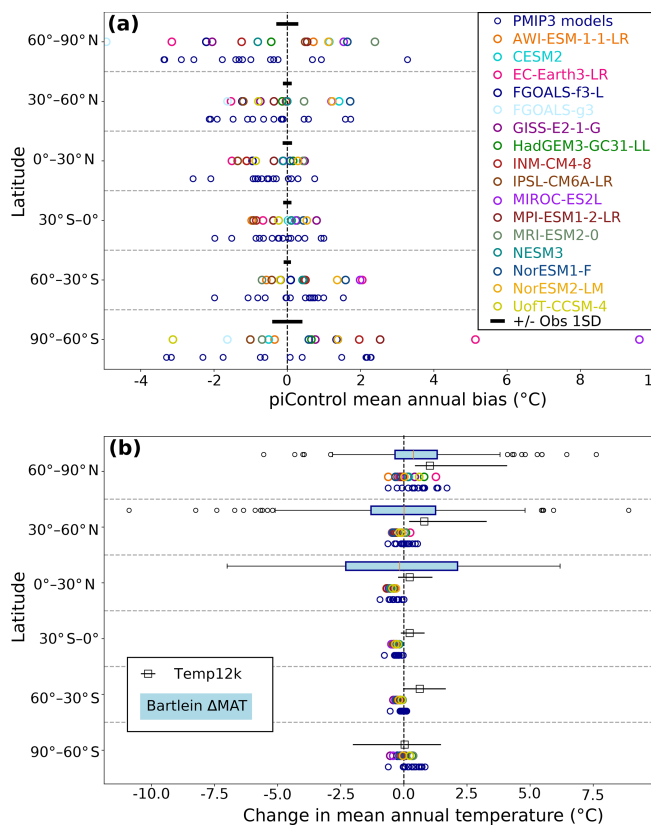 (a)
PMIP3 models
AWI-ESM-1-1-LR
CESM2
EC-Earth3-LR
FGOALS-f3-L
FGOALS-g3
GISS-E2-1-G
HadGEM3-GC31-LL
INM-CM4-8
IPSL-CM6A-LR
MIROC-ES2L
MPI-ESM1-2-LR
MRI-ESM2-0
NESM3
NorESM1-F
NorESM2-LM
UofT-CCSM-4
+/- Obs 1SD
Latitude
60°–90°N
30°–60°N
0°–30°N
30°S–0°
60°–30°S
90°–60°S
-4 -2 0 2 4 6 8 1
piControl mean annual bias (°C)
(b)
Latitude
60°–90°N
30°–60°N
0°–30°N
30°S–0°
60°–30°S
90°–60°S
Temp12k
Bartlein ΔMAT
-10.0 -7.5 -5.0 -2.5 0.0 2.5 5.0 7.5
Change in mean annual temperature (°C)